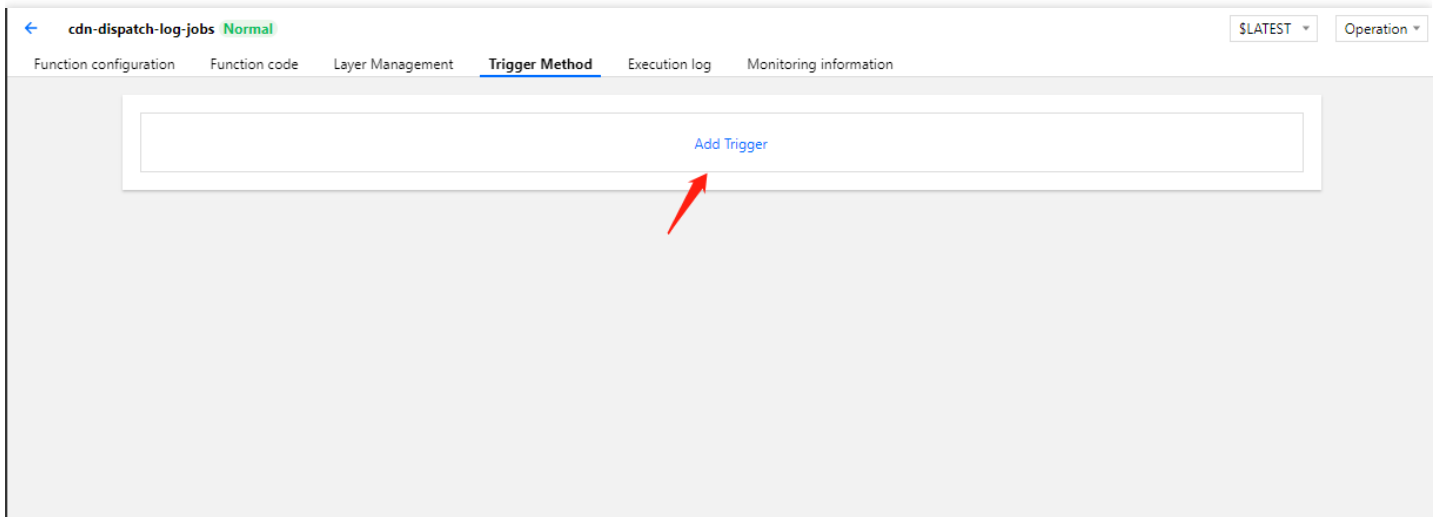 cdn-dispatch-log-jobs Normal $LATEST Operation
Function configuration Function code Layer Management Trigger Method Execution log Monitoring information
Add Trigger